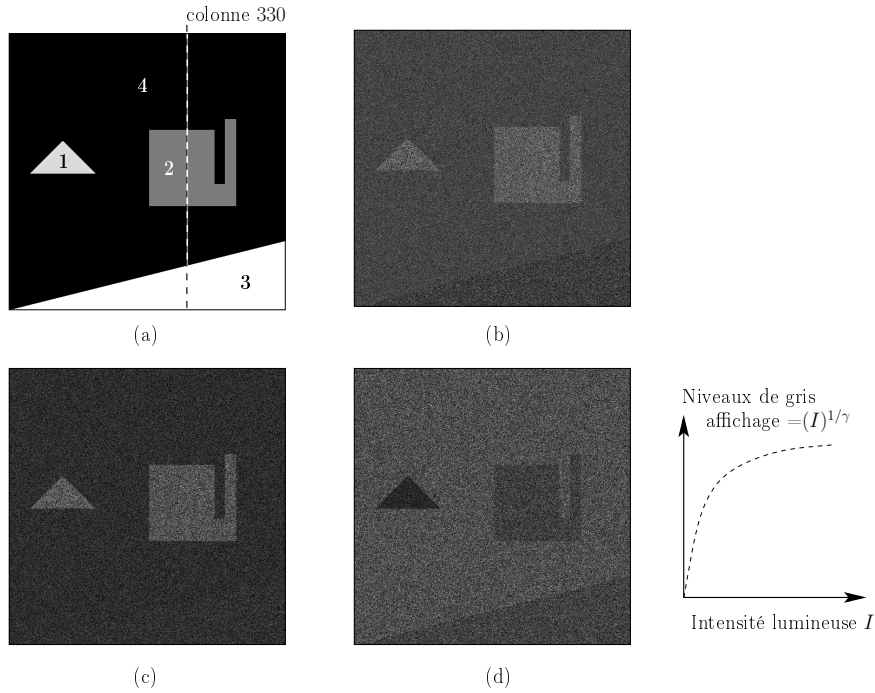 colonne 330
4
1
2
3
(a)
(b)
(c)
(d)
Niveaux de gris
affichage =(I)^{1/γ}
Intensité lumineuse I